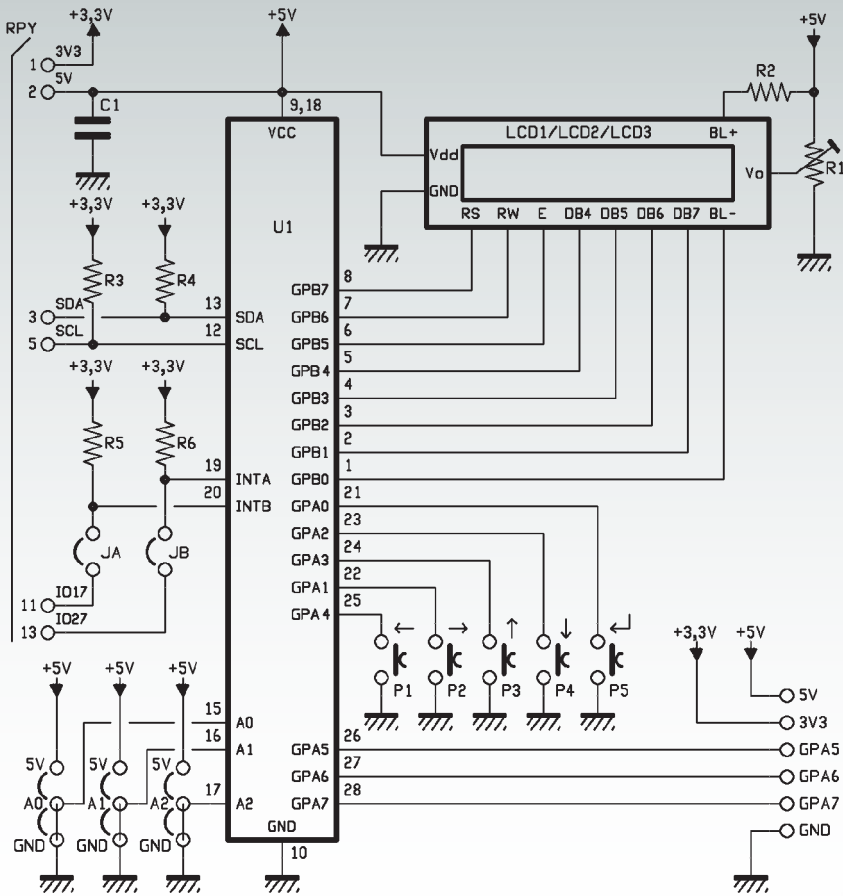 +3,3V +5V +5V
RPY
1 3V3
2 5V
C1
9,18
VCC
R2
LCD1/LCD2/LCD3 BL+
Vdd Vo R1
GND
RS RW E DB4 DB5 DB6 DB7 BL-
+3,3V +3,3V
U1
R3 R4
8 GPB7
3 SDA 13 SDA
7 GPB6
5 SCL 12 SCL
6 GPB5
+3,3V +3,3V
5 GPB4
4 GPB3
R5 R6
3 GPB2
2 GPB1
19 INTA
1 GPB0
20 INTB
21 GPA0
23 GPA2
JA JB
24 GPA3
22 GPA1
11 IO17
25 GPA4
13 IO27
← → ↑ ↓ ↲
P1 P2 P3 P4 P5
+3,3V +5V
+5V +5V +5V
5V
15 A0
3V3
16 A1
26 GPA5 GPA5
5V 5V 5V
27 GPA6 GPA6
A0 A1 A2 17 A2
28 GPA7 GPA7
GND GND GND
GND
GND
10